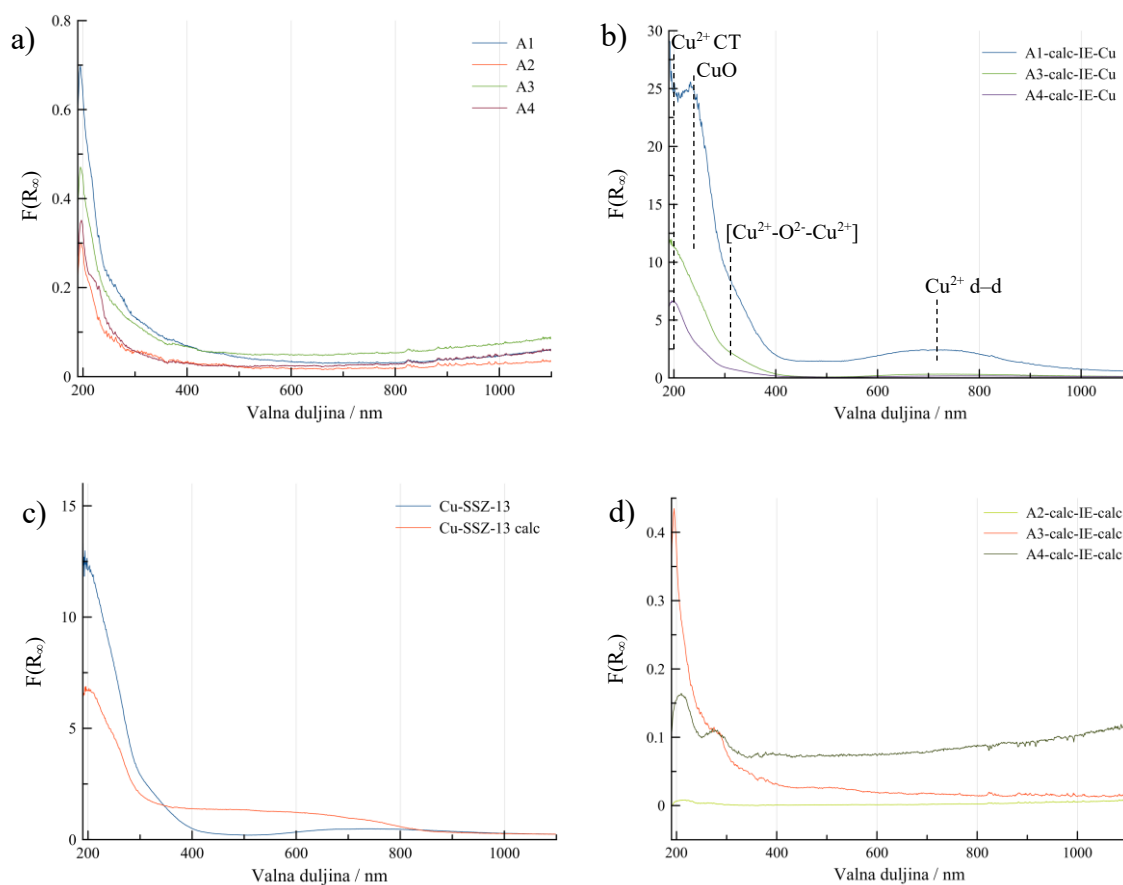 a)
0.8
0.6
0.4
0.2
0
F(R∞)
A1
A2
A3
A4
200 400 600 800 1000
Valna duljina / nm
b)
30
25
20
15
10
5
0
F(R∞)
Cu²⁺ CT
CuO
[Cu²⁺-O²⁻-Cu²⁺]
Cu²⁺ d–d
A1-calc-IE-Cu
A3-calc-IE-Cu
A4-calc-IE-Cu
200 400 600 800 1000
Valna duljina / nm
c)
15
10
5
0
F(R∞)
Cu-SSZ-13
Cu-SSZ-13 calc
200 400 600 800 1000
Valna duljina / nm
d)
0.4
0.3
0.2
0.1
0
F(R∞)
A2-calc-IE-calc
A3-calc-IE-calc
A4-calc-IE-calc
200 400 600 800 1000
Valna duljina / nm